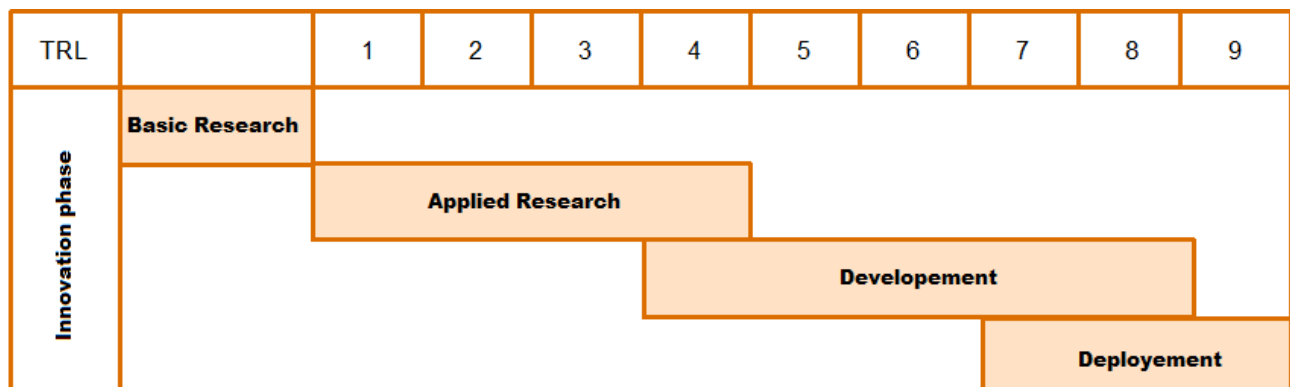 TRL 1 2 3 4 5 6 7 8 9
Innovation phase
Basic Research
Applied Research
Developement
Deployement